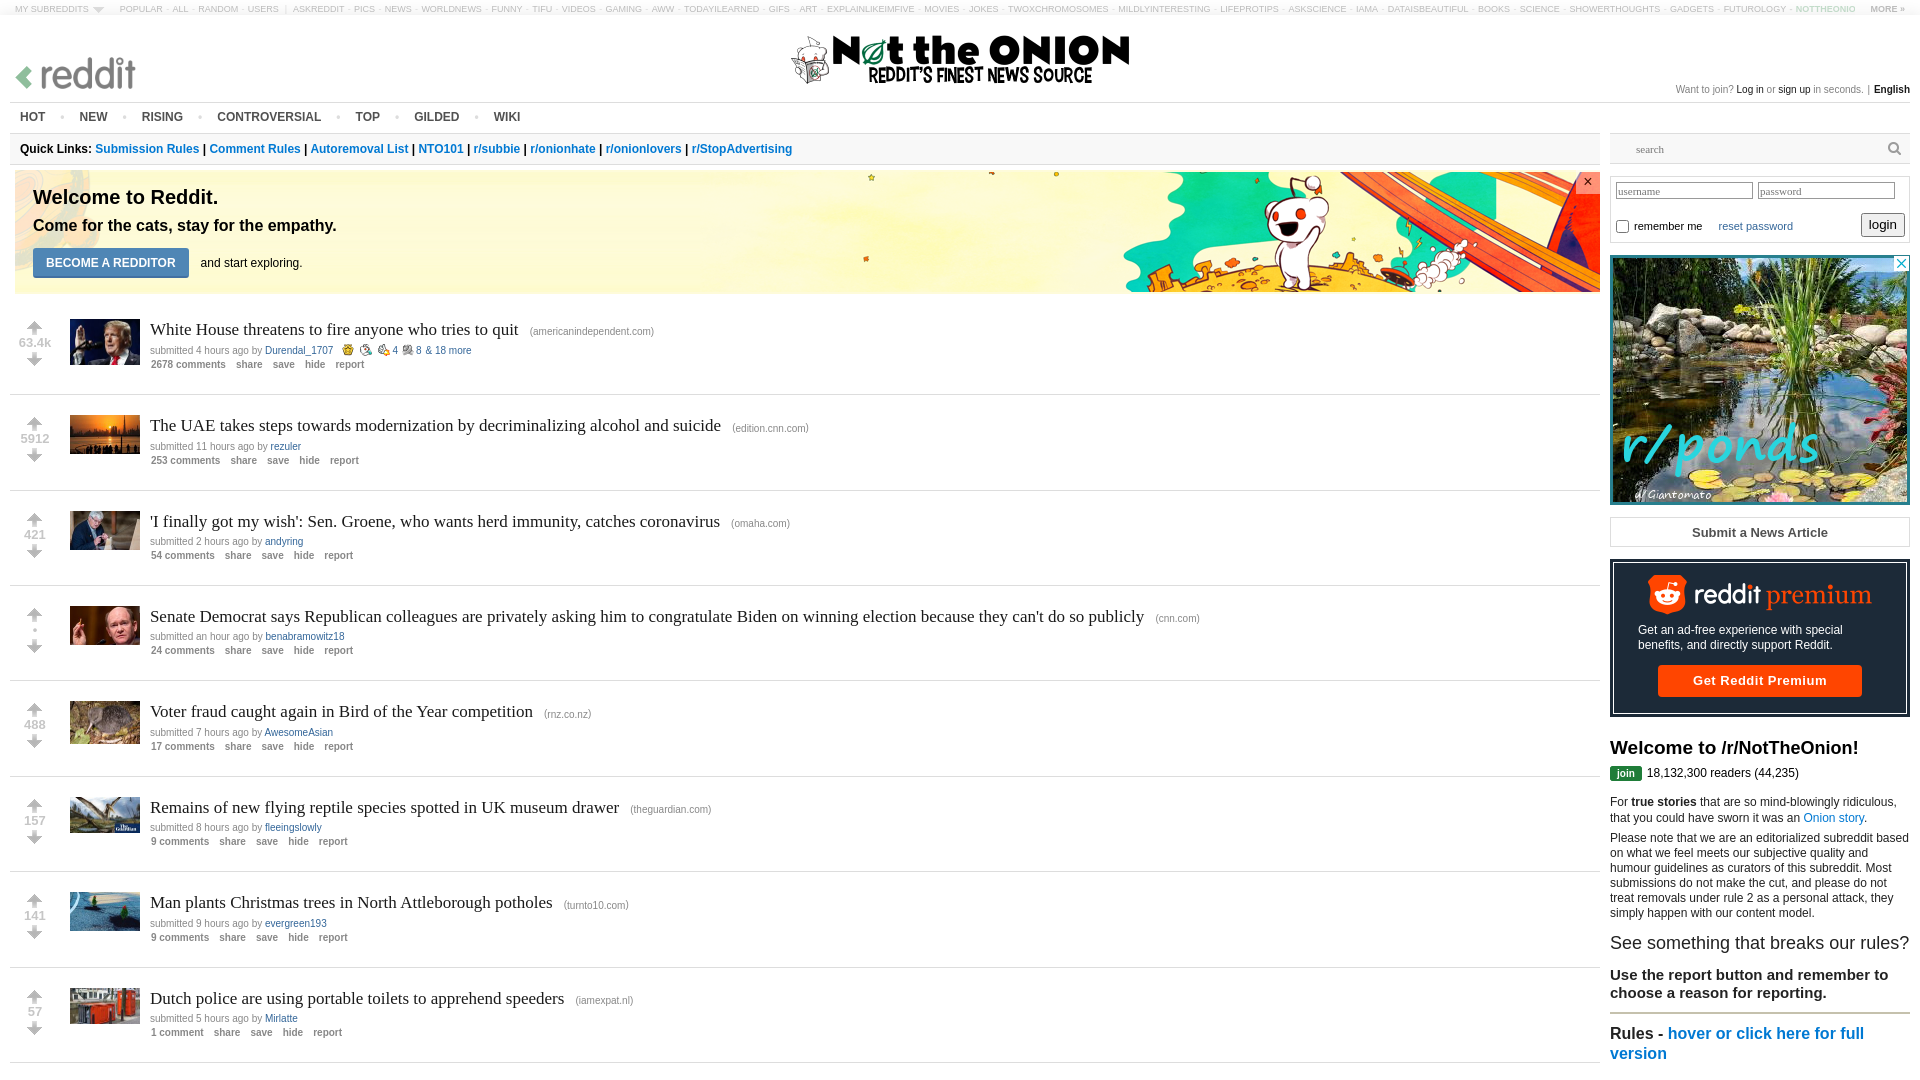 MY SUBREDDITS POPULAR - ALL - RANDOM - USERS | ASKREDDIT - PICS - NEWS - WORLDNEWS - FUNNY - TIFU - VIDEOS - GAMING - AWW - TODAYILEARNED - GIFS - ART - EXPLAINLIKEIMFIVE - MOVIES - JOKES - TWOXCHROMOSOMES - MILDLYINTERESTING - LIFEPROTIPS - ASKSCIENCE - IAMA - DATAISBEAUTIFUL - BOOKS - SCIENCE - SHOWERTHOUGHTS - GADGETS - FUTUROLOGY - NOTTHEONIO MORE »
reddit
Not the ONION
REDDIT'S FINEST NEWS SOURCE
Want to join? Log in or sign up in seconds. | English
HOT • NEW • RISING • CONTROVERSIAL • TOP • GILDED • WIKI
Quick Links: Submission Rules | Comment Rules | Autoremoval List | NTO101 | r/subbie | r/onionhate | r/onionlovers | r/StopAdvertising
Welcome to Reddit.
Come for the cats, stay for the empathy.
BECOME A REDDITOR and start exploring.
×
63.4k
White House threatens to fire anyone who tries to quit (americanindependent.com)
submitted 4 hours ago by Durendal_1707 4 8 & 18 more
2678 comments share save hide report
5912
The UAE takes steps towards modernization by decriminalizing alcohol and suicide (edition.cnn.com)
submitted 11 hours ago by rezuler
253 comments share save hide report
421
'I finally got my wish': Sen. Groene, who wants herd immunity, catches coronavirus (omaha.com)
submitted 2 hours ago by andyring
54 comments share save hide report
•
Senate Democrat says Republican colleagues are privately asking him to congratulate Biden on winning election because they can't do so publicly (cnn.com)
submitted an hour ago by benabramowitz18
24 comments share save hide report
488
Voter fraud caught again in Bird of the Year competition (rnz.co.nz)
submitted 7 hours ago by AwesomeAsian
17 comments share save hide report
157
Remains of new flying reptile species spotted in UK museum drawer (theguardian.com)
submitted 8 hours ago by fleeingslowly
9 comments share save hide report
141
Man plants Christmas trees in North Attleborough potholes (turnto10.com)
submitted 9 hours ago by evergreen193
9 comments share save hide report
57
Dutch police are using portable toilets to apprehend speeders (iamexpat.nl)
submitted 5 hours ago by Mirlatte
1 comment share save hide report
search
username password
remember me reset password login
r/ponds
u/Giantomato
Submit a News Article
reddit premium
Get an ad-free experience with special
benefits, and directly support Reddit.
Get Reddit Premium
Welcome to /r/NotTheOnion!
join 18,132,300 readers (44,235)
For true stories that are so mind-blowingly ridiculous,
that you could have sworn it was an Onion story.
Please note that we are an editorialized subreddit based
on what we feel meets our subjective quality and
humour guidelines as curators of this subreddit. Most
submissions do not make the cut, and please do not
treat removals under rule 2 as a personal attack, they
simply happen with our content model.
See something that breaks our rules?
Use the report button and remember to
choose a reason for reporting.
Rules - hover or click here for full
version